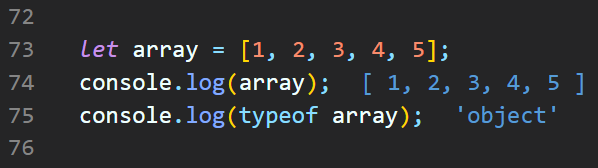 72
73 let array = [1, 2, 3, 4, 5];
74 console.log(array); [ 1, 2, 3, 4, 5 ]
75 console.log(typeof array); 'object'
76